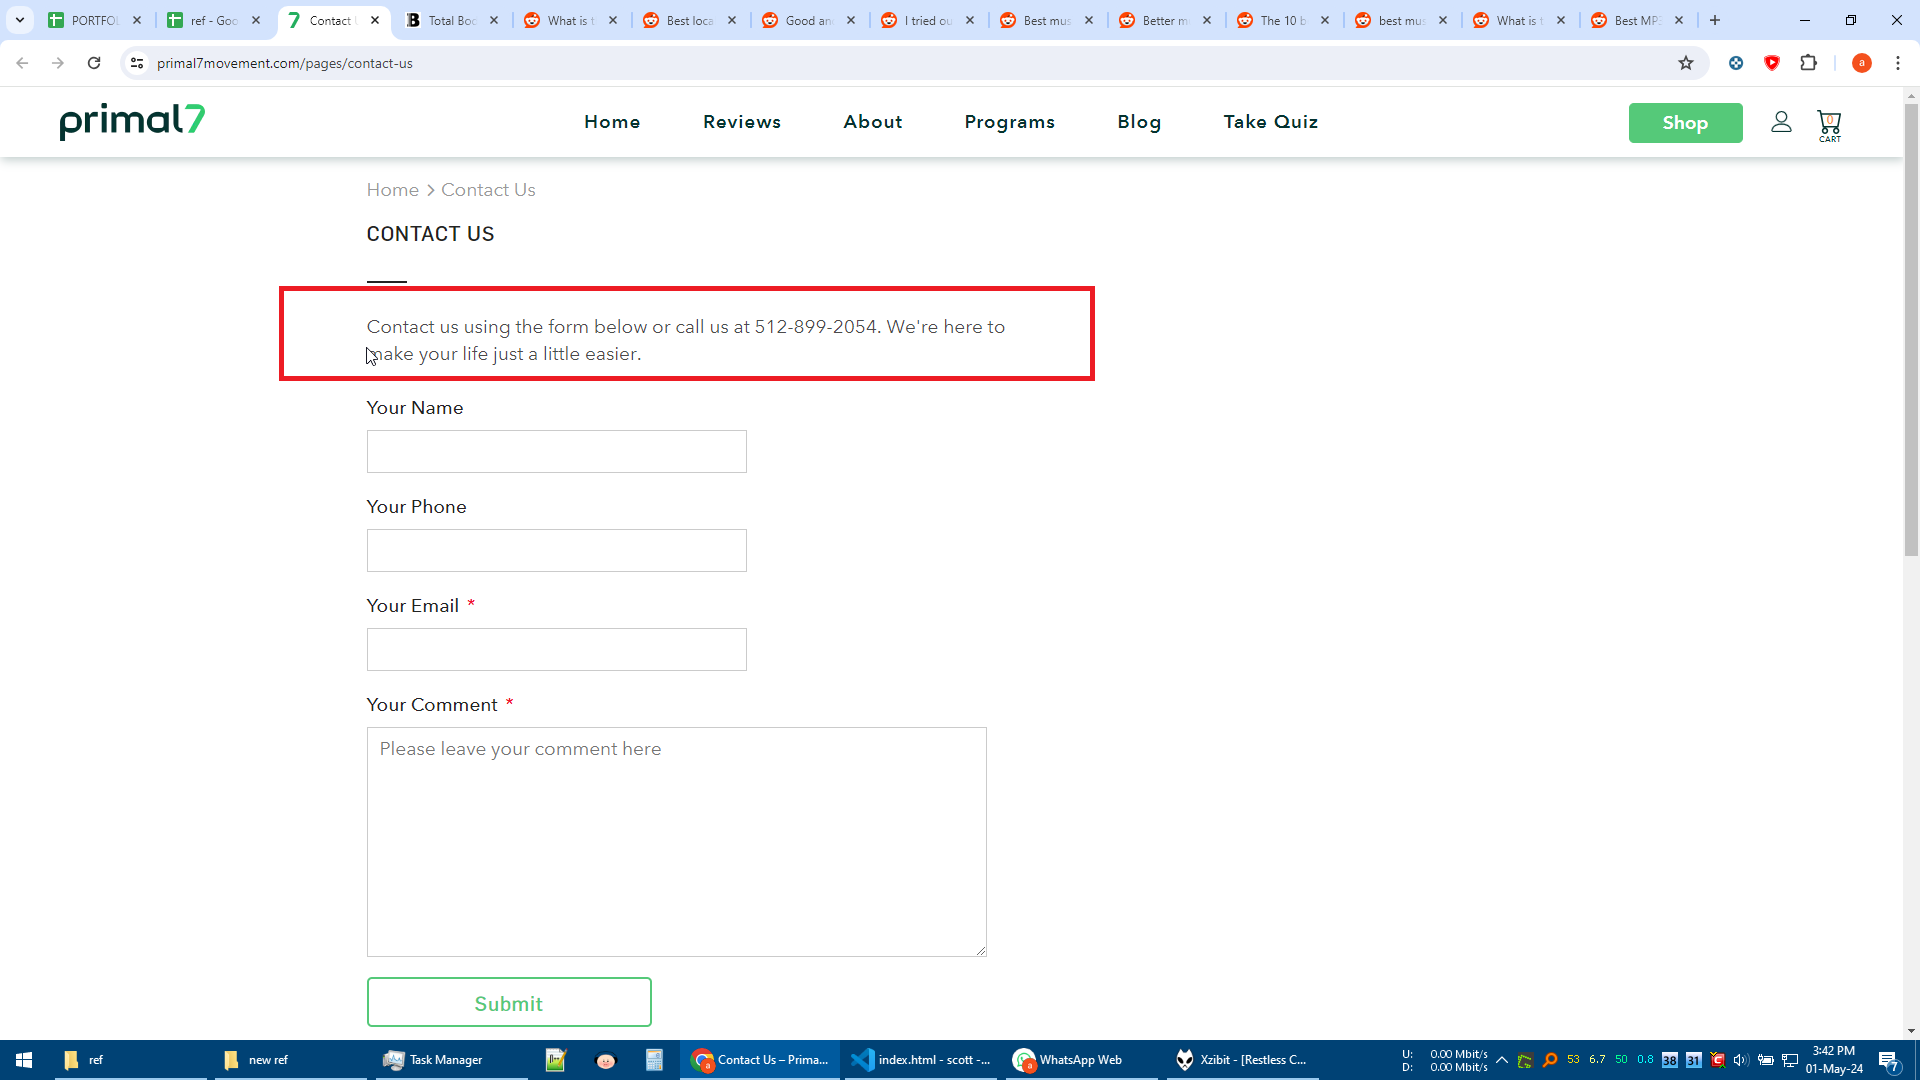 PORTFOL
ref - Goo
Contact U
Total Boc
What is t
Best loca
Good an
I tried ou
Best mus
Better m
The 10 b
best mus
What is t
Best MP3
primal7movement.com/pages/contact-us
a
primal7
Home
Reviews
About
Programs
Blog
Take Quiz
Shop
0
CART
Home > Contact Us
CONTACT US
Contact us using the form below or call us at 512-899-2054. We're here to
make your life just a little easier.
Your Name
Your Phone
Your Email *
Your Comment *
Please leave your comment here
Submit
ref
new ref
Task Manager
Contact Us – Prima...
index.html - scott -...
WhatsApp Web
Xzibit - [Restless C...
U: 0.00 Mbit/s
D: 0.00 Mbit/s
53 6.7 50 0.8 38 31
3:42 PM
01-May-24
7